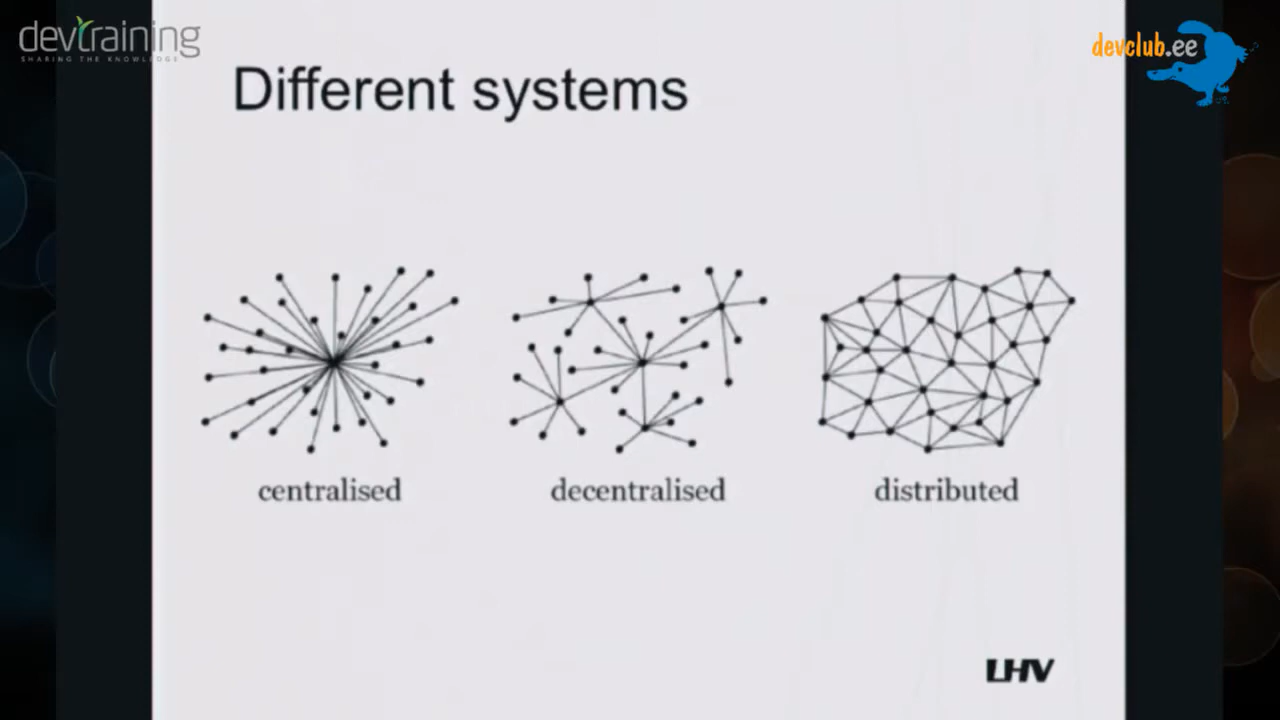 devtraining
SHARING THE KNOWLEDGE
devclub.ee
Different systems
centralised
decentralised
distributed
LHV